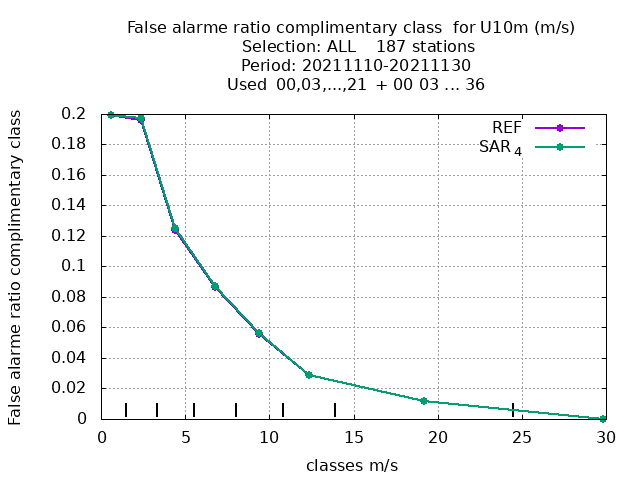 False alarme ratio complimentary class  for U10m (m/s)
Selection: ALL    187 stations
Period: 20211110-20211130
Used  00,03,...,21  + 00 03 ... 36
False alarme ratio complimentary class
REF
SAR 4
0.2
0.18
0.16
0.14
0.12
0.1
0.08
0.06
0.04
0.02
0
0 5 10 15 20 25 30
classes m/s